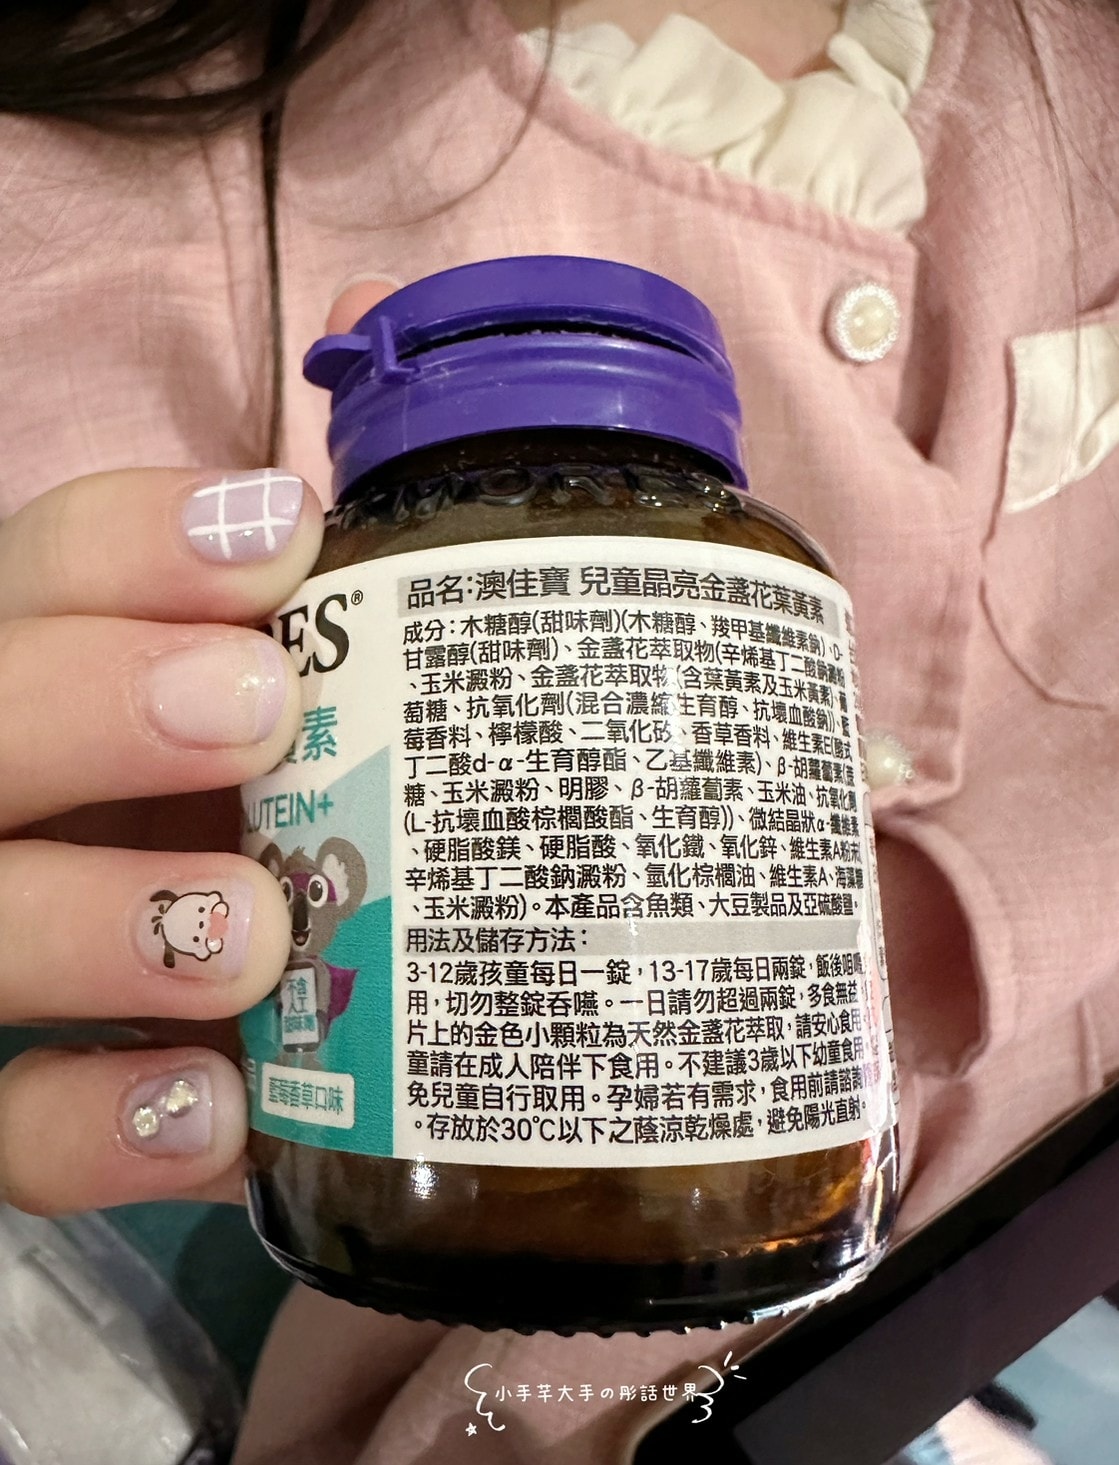 ES®
素
LUTEIN+
不含
人工
藍莓香草口味
品名:澳佳寶 兒童晶亮金盞花葉黃素
成分:木糖醇(甜味劑)(木糖醇、羧甲基纖維素鈉)、D-
甘露醇(甜味劑)、金盞花萃取物(辛烯基丁二酸鈉澱粉
、玉米澱粉、金盞花萃取物(含葉黃素及玉米黃素)、葡
萄糖、抗氧化劑(混合濃縮生育醇、抗壞血酸鈉))、藍
莓香料、檸檬酸、二氧化矽、香草香料、維生素E(酸式
丁二酸d-α-生育醇酯、乙基纖維素)、β-胡蘿蔔素(蔗
糖、玉米澱粉、明膠、β-胡蘿蔔素、玉米油、抗氧化劑
(L-抗壞血酸棕櫚酸酯、生育醇))、微結晶狀α-纖維素
、硬脂酸鎂、硬脂酸、氧化鐵、氧化鋅、維生素A粉末(
辛烯基丁二酸鈉澱粉、氫化棕櫚油、維生素A、海藻糖
、玉米澱粉)。本產品含魚類、大豆製品及亞硫酸鹽。
用法及儲存方法:
3-12歲孩童每日一錠,13-17歲每日兩錠,飯後咀嚼
用,切勿整錠吞嚥。一日請勿超過兩錠,多食無益。
片上的金色小顆粒為天然金盞花萃取,請安心食用。
童請在成人陪伴下食用。不建議3歲以下幼童食用
免兒童自行取用。孕婦若有需求,食用前請諮詢
。存放於30℃以下之蔭涼乾燥處,避免陽光直射。
小手芊大手の彤話世界